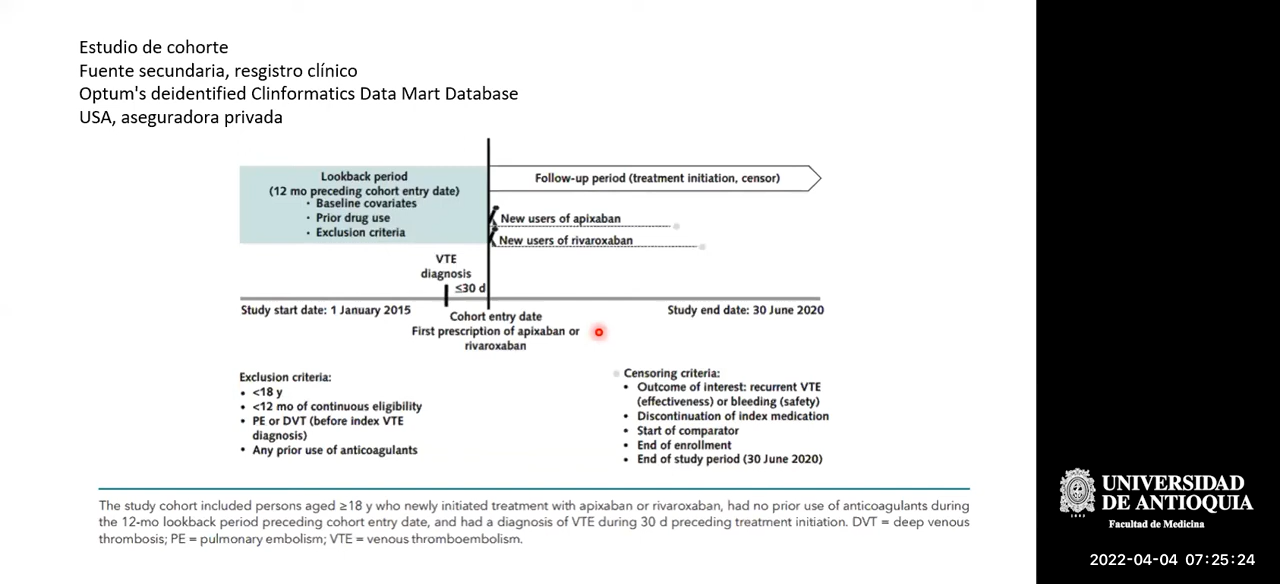 Estudio de cohorte
Fuente secundaria, resgistro clínico
Optum's deidentified Clinformatics Data Mart Database
USA, aseguradora privada
Lookback period
(12 mo preceding cohort entry date)
• Baseline covariates
• Prior drug use
• Exclusion criteria
Follow-up period (treatment initiation, censor)
New users of apixaban
New users of rivaroxaban
VTE
diagnosis
≤30 d
Study start date: 1 January 2015
Cohort entry date
First prescription of apixaban or
rivaroxaban
Study end date: 30 June 2020
Exclusion criteria:
• <18 y
• <12 mo of continuous eligibility
• PE or DVT (before index VTE
diagnosis)
• Any prior use of anticoagulants
Censoring criteria:
• Outcome of interest: recurrent VTE
(effectiveness) or bleeding (safety)
• Discontinuation of index medication
• Start of comparator
• End of enrollment
• End of study period (30 June 2020)
The study cohort included persons aged ≥18 y who newly initiated treatment with apixaban or rivaroxaban, had no prior use of anticoagulants during
the 12-mo lookback period preceding cohort entry date, and had a diagnosis of VTE during 30 d preceding treatment initiation. DVT = deep venous
thrombosis; PE = pulmonary embolism; VTE = venous thromboembolism.
UNIVERSIDAD
DE ANTIOQUIA
Facultad de Medicina
2022-04-04 07:25:24